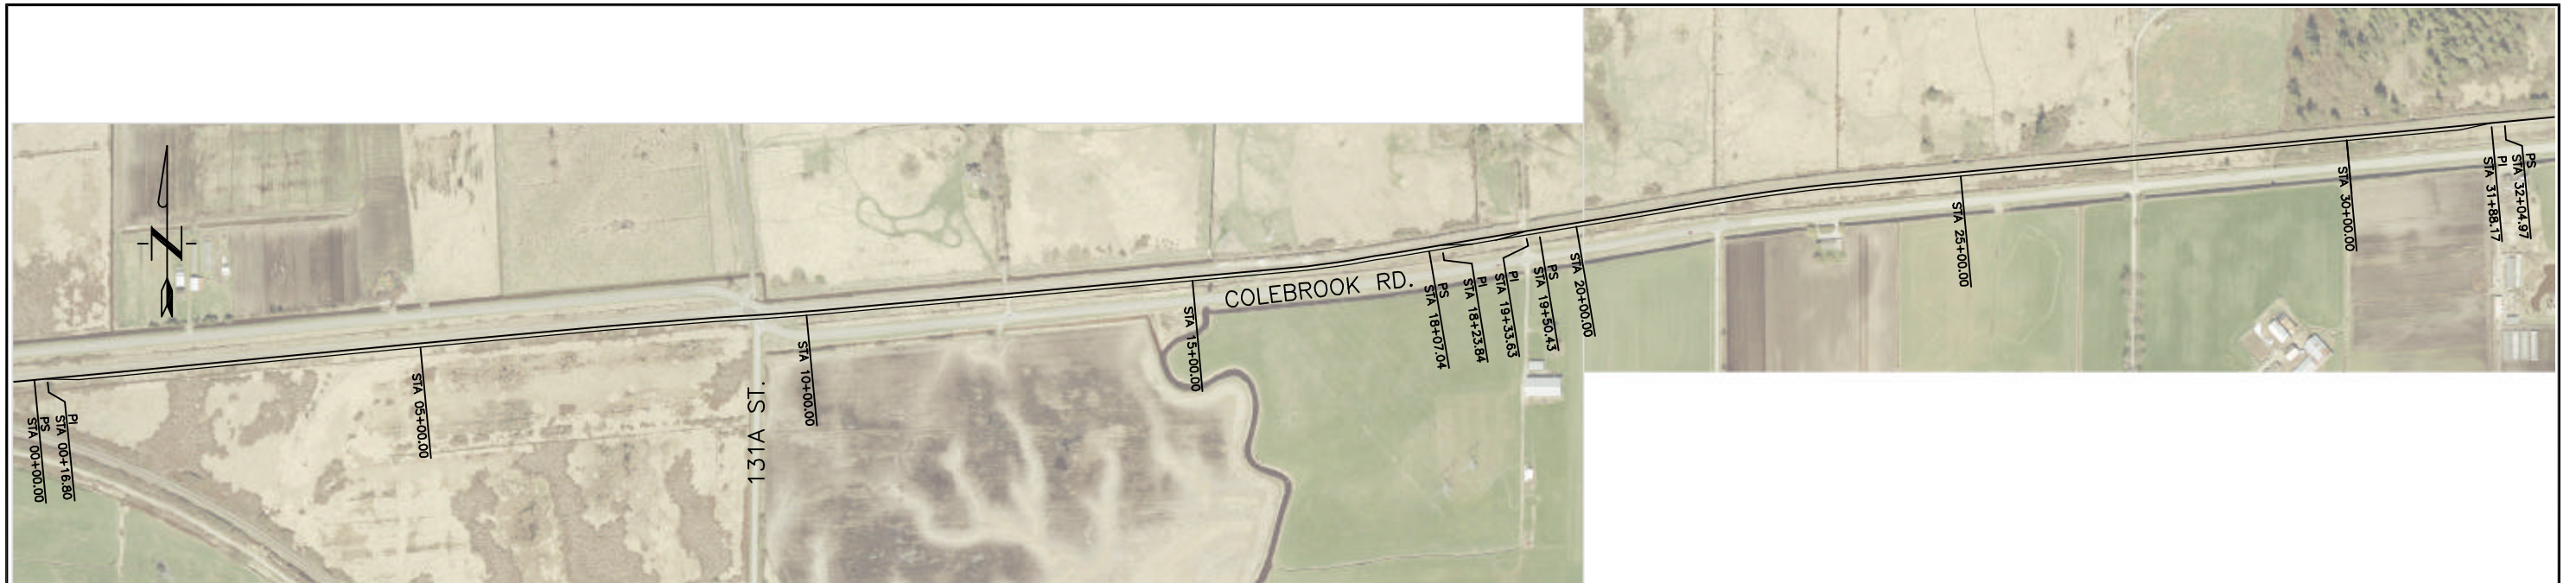 N
PS
STA 00+00.00
PI
STA 00+16.80
STA 05+00.00
131A ST.
STA 10+00.00
STA 15+00.00
COLEBROOK RD.
PS
STA 18+07.04
PI
STA 18+23.84
PI
STA 19+33.63
PS
STA 19+50.43
STA 20+00.00
STA 25+00.00
STA 30+00.00
PI
STA 31+88.17
PS
STA 32+04.97